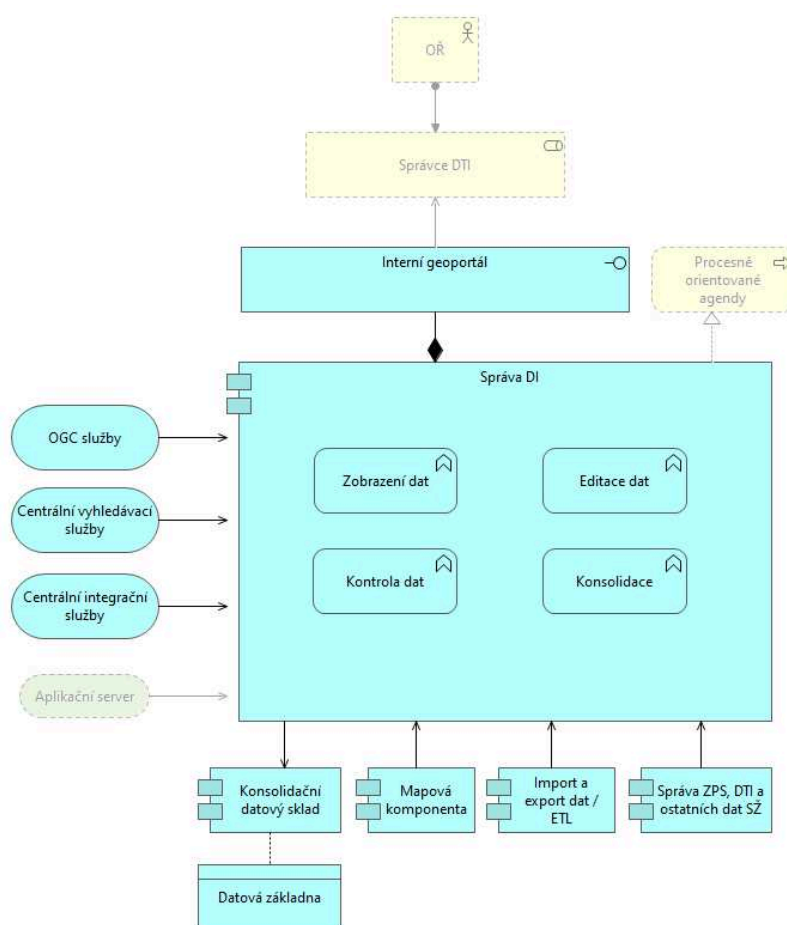 OŘ
Správce DTI
Interní geoportál
Procesně
orientované
agendy
Správa DI
OGC služby
Zobrazení dat
Editace dat
Centrální vyhledávací
služby
Kontrola dat
Konsolidace
Centrální integrační
služby
Aplikační server
Konsolidační
datový sklad
Mapová
komponenta
Import a
export dat /
ETL
Správa ZPS, DTI a
ostatních dat SŽ
Datová základna